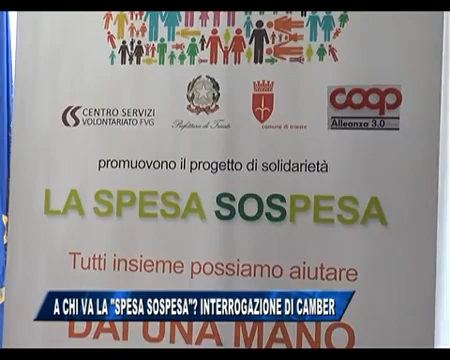 CENTRO SERVIZI
VOLONTARIATO FVG
Prefettura di Trieste
comune di trieste
coop
Alleanza 3.0
promuovono il progetto di solidarietà
LA SPESA SOSPESA
Tutti insieme possiamo aiutare
A CHI VA LA "SPESA SOSPESA"? INTERROGAZIONE DI CAMBER
DAI UNA MANO